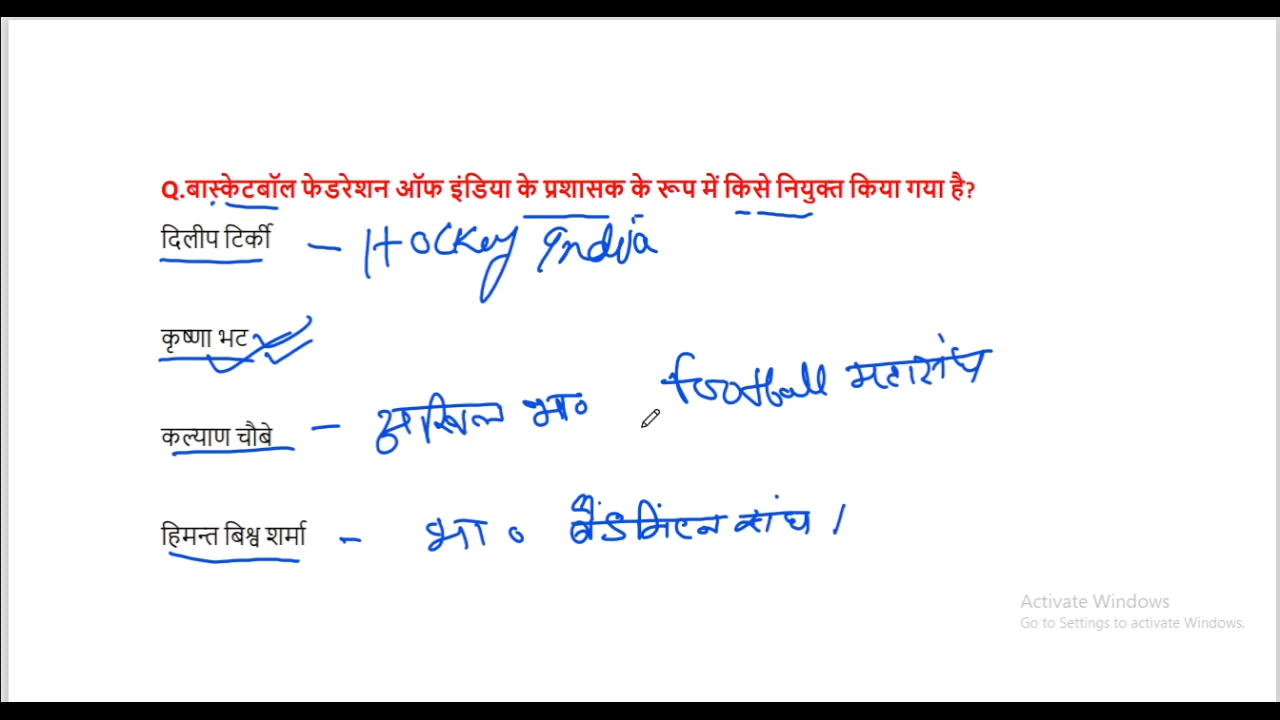 Q.बास्केटबॉल फेडरेशन ऑफ इंडिया के प्रशासक के रूप में किसे नियुक्त किया गया है?
दिलीप टिर्की - Hockey India
कृष्णा भट
football महासंघ
कल्याण चौबे - अखिल भा०
हिमन्त बिश्व शर्मा - भा० बैडमिंटन संघ।
Activate Windows
Go to Settings to activate Windows.